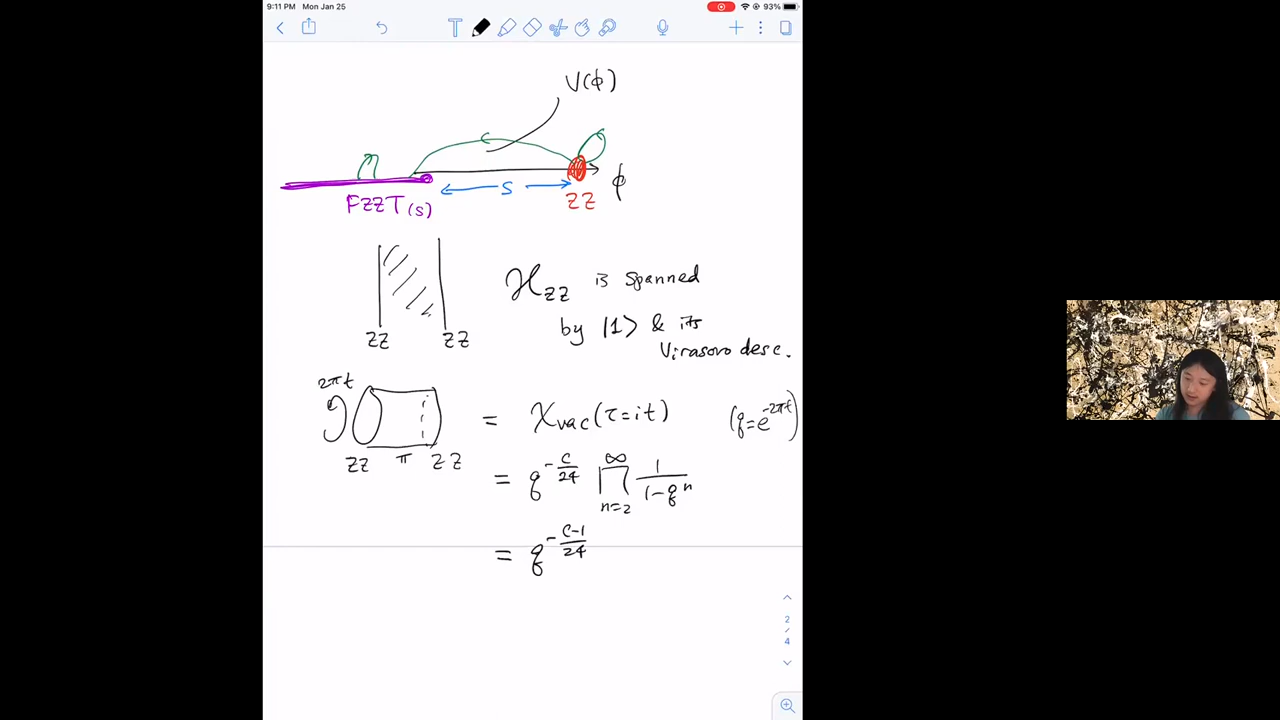 9:11 PM Mon Jan 25
93%
T
V(ϕ)
s
ϕ
FZZT(s)
ZZ
H_ZZ is spanned
by |1⟩ & its
Virasoro desc.
ZZ ZZ
2πt
ZZ π ZZ
= χ_vac(τ=it) (q=e^{-2πt})
= q^{-c/24} ∏_{n=2}^{∞} 1/(1-q^n)
= q^{-(c-1)/24}
2
/
4